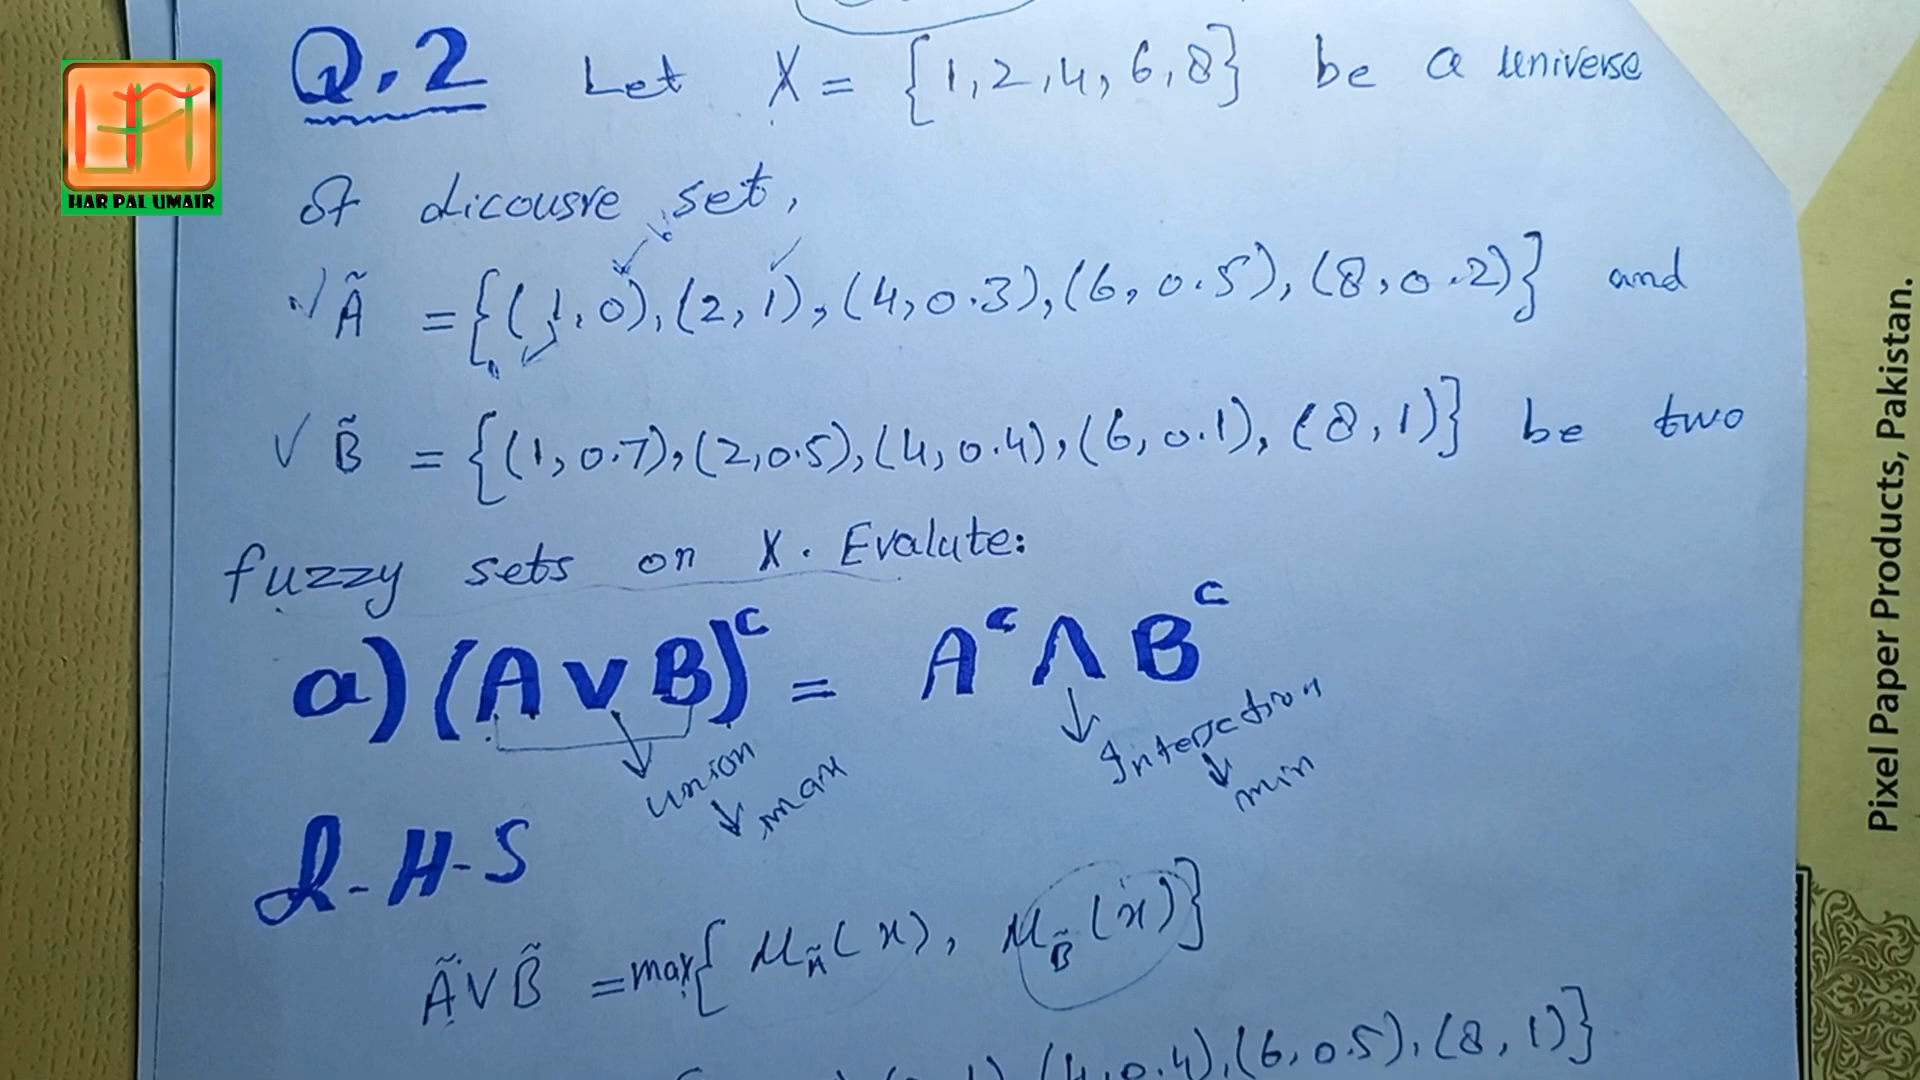 Q.2 Let X = {1,2,4,6,8} be a universe
HAR PAL UMAIR
of dicousre set,
Ã = {(1,0),(2,1),(4,0.3),(6,0.5),(8,0.2)} and
B̃ = {(1,0.7),(2,0.5),(4,0.4),(6,0.1),(8,1)} be two
fuzzy sets on X. Evalute:
a) (A ∨ B)ᶜ = Aᶜ ∧ Bᶜ
union
max
Intersection
min
L-H-S
Ã∨B̃ = max{ μÃ(x), μB̃(x)}
(4,0.4),(6,0.5),(8,1)}
Pixel Paper Products, Pakistan.